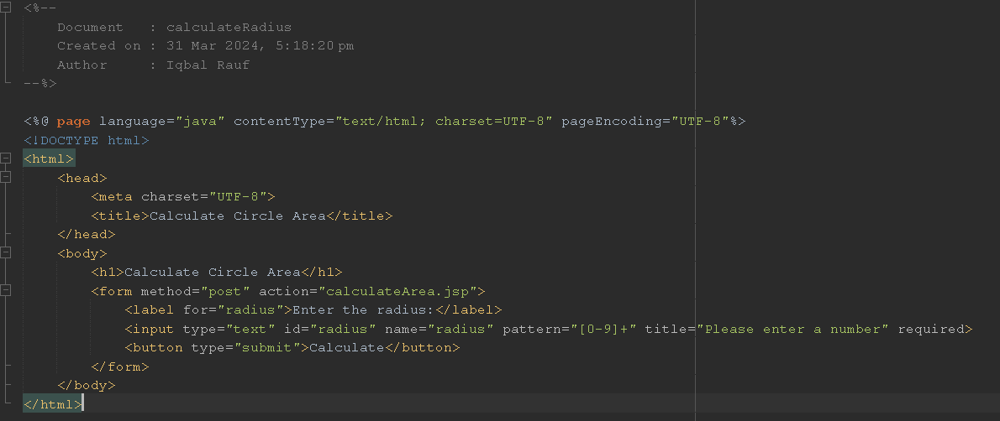 <%--
    Document   : calculateRadius
    Created on : 31 Mar 2024, 5:18:20 pm
    Author     : Iqbal Rauf
--%>

<%@ page language="java" contentType="text/html; charset=UTF-8" pageEncoding="UTF-8"%>
<!DOCTYPE html>
<html>
    <head>
        <meta charset="UTF-8">
        <title>Calculate Circle Area</title>
    </head>
    <body>
        <h1>Calculate Circle Area</h1>
        <form method="post" action="calculateArea.jsp">
            <label for="radius">Enter the radius:</label>
            <input type="text" id="radius" name="radius" pattern="[0-9]+" title="Please enter a number" required>
            <button type="submit">Calculate</button>
        </form>
    </body>
</html>